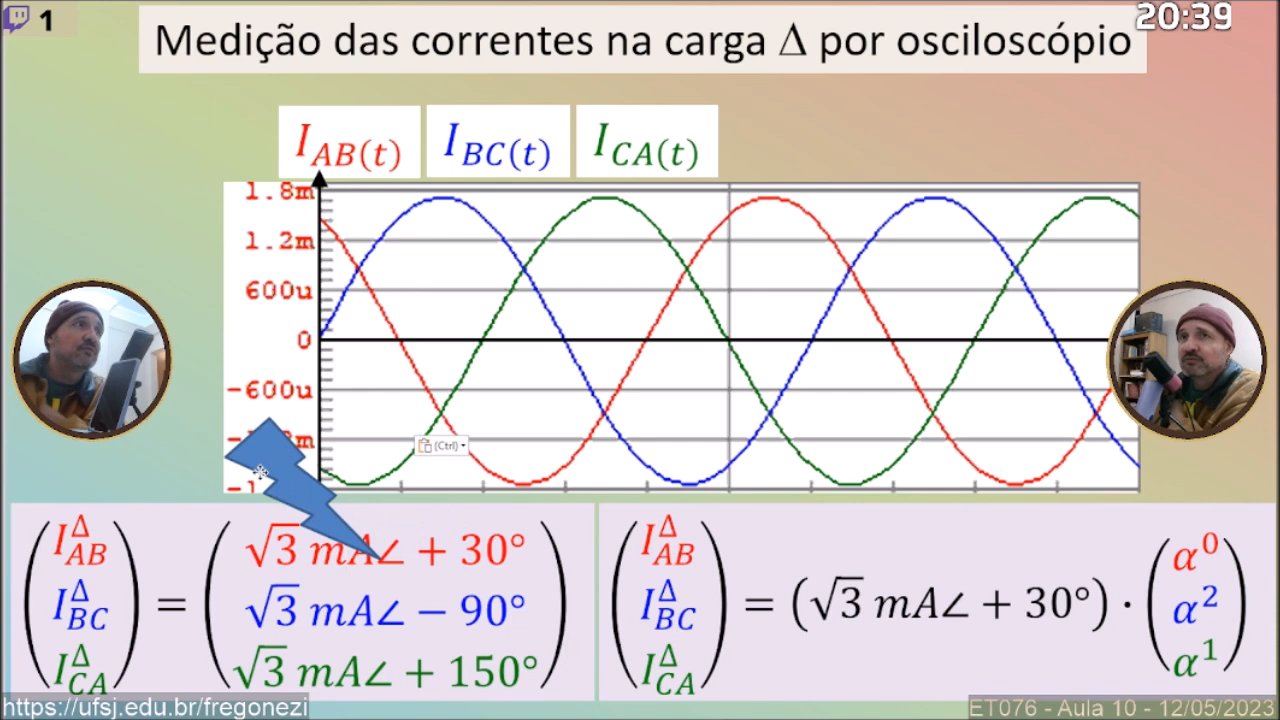 1
20:39
Medição das correntes na carga Δ por osciloscópio
I_AB(t) I_BC(t) I_CA(t)
1.8m
1.2m
600u
0
-600u
(Ctrl)
(I^Δ_AB I^Δ_BC I^Δ_CA) = (√3 mA∠ + 30° √3 mA∠ − 90° √3 mA∠ + 150°)
(I^Δ_AB I^Δ_BC I^Δ_CA) = (√3 mA∠ + 30°) · (α^0 α^2 α^1)
https://ufsj.edu.br/fregonezi
ET076 - Aula 10 - 12/05/2023